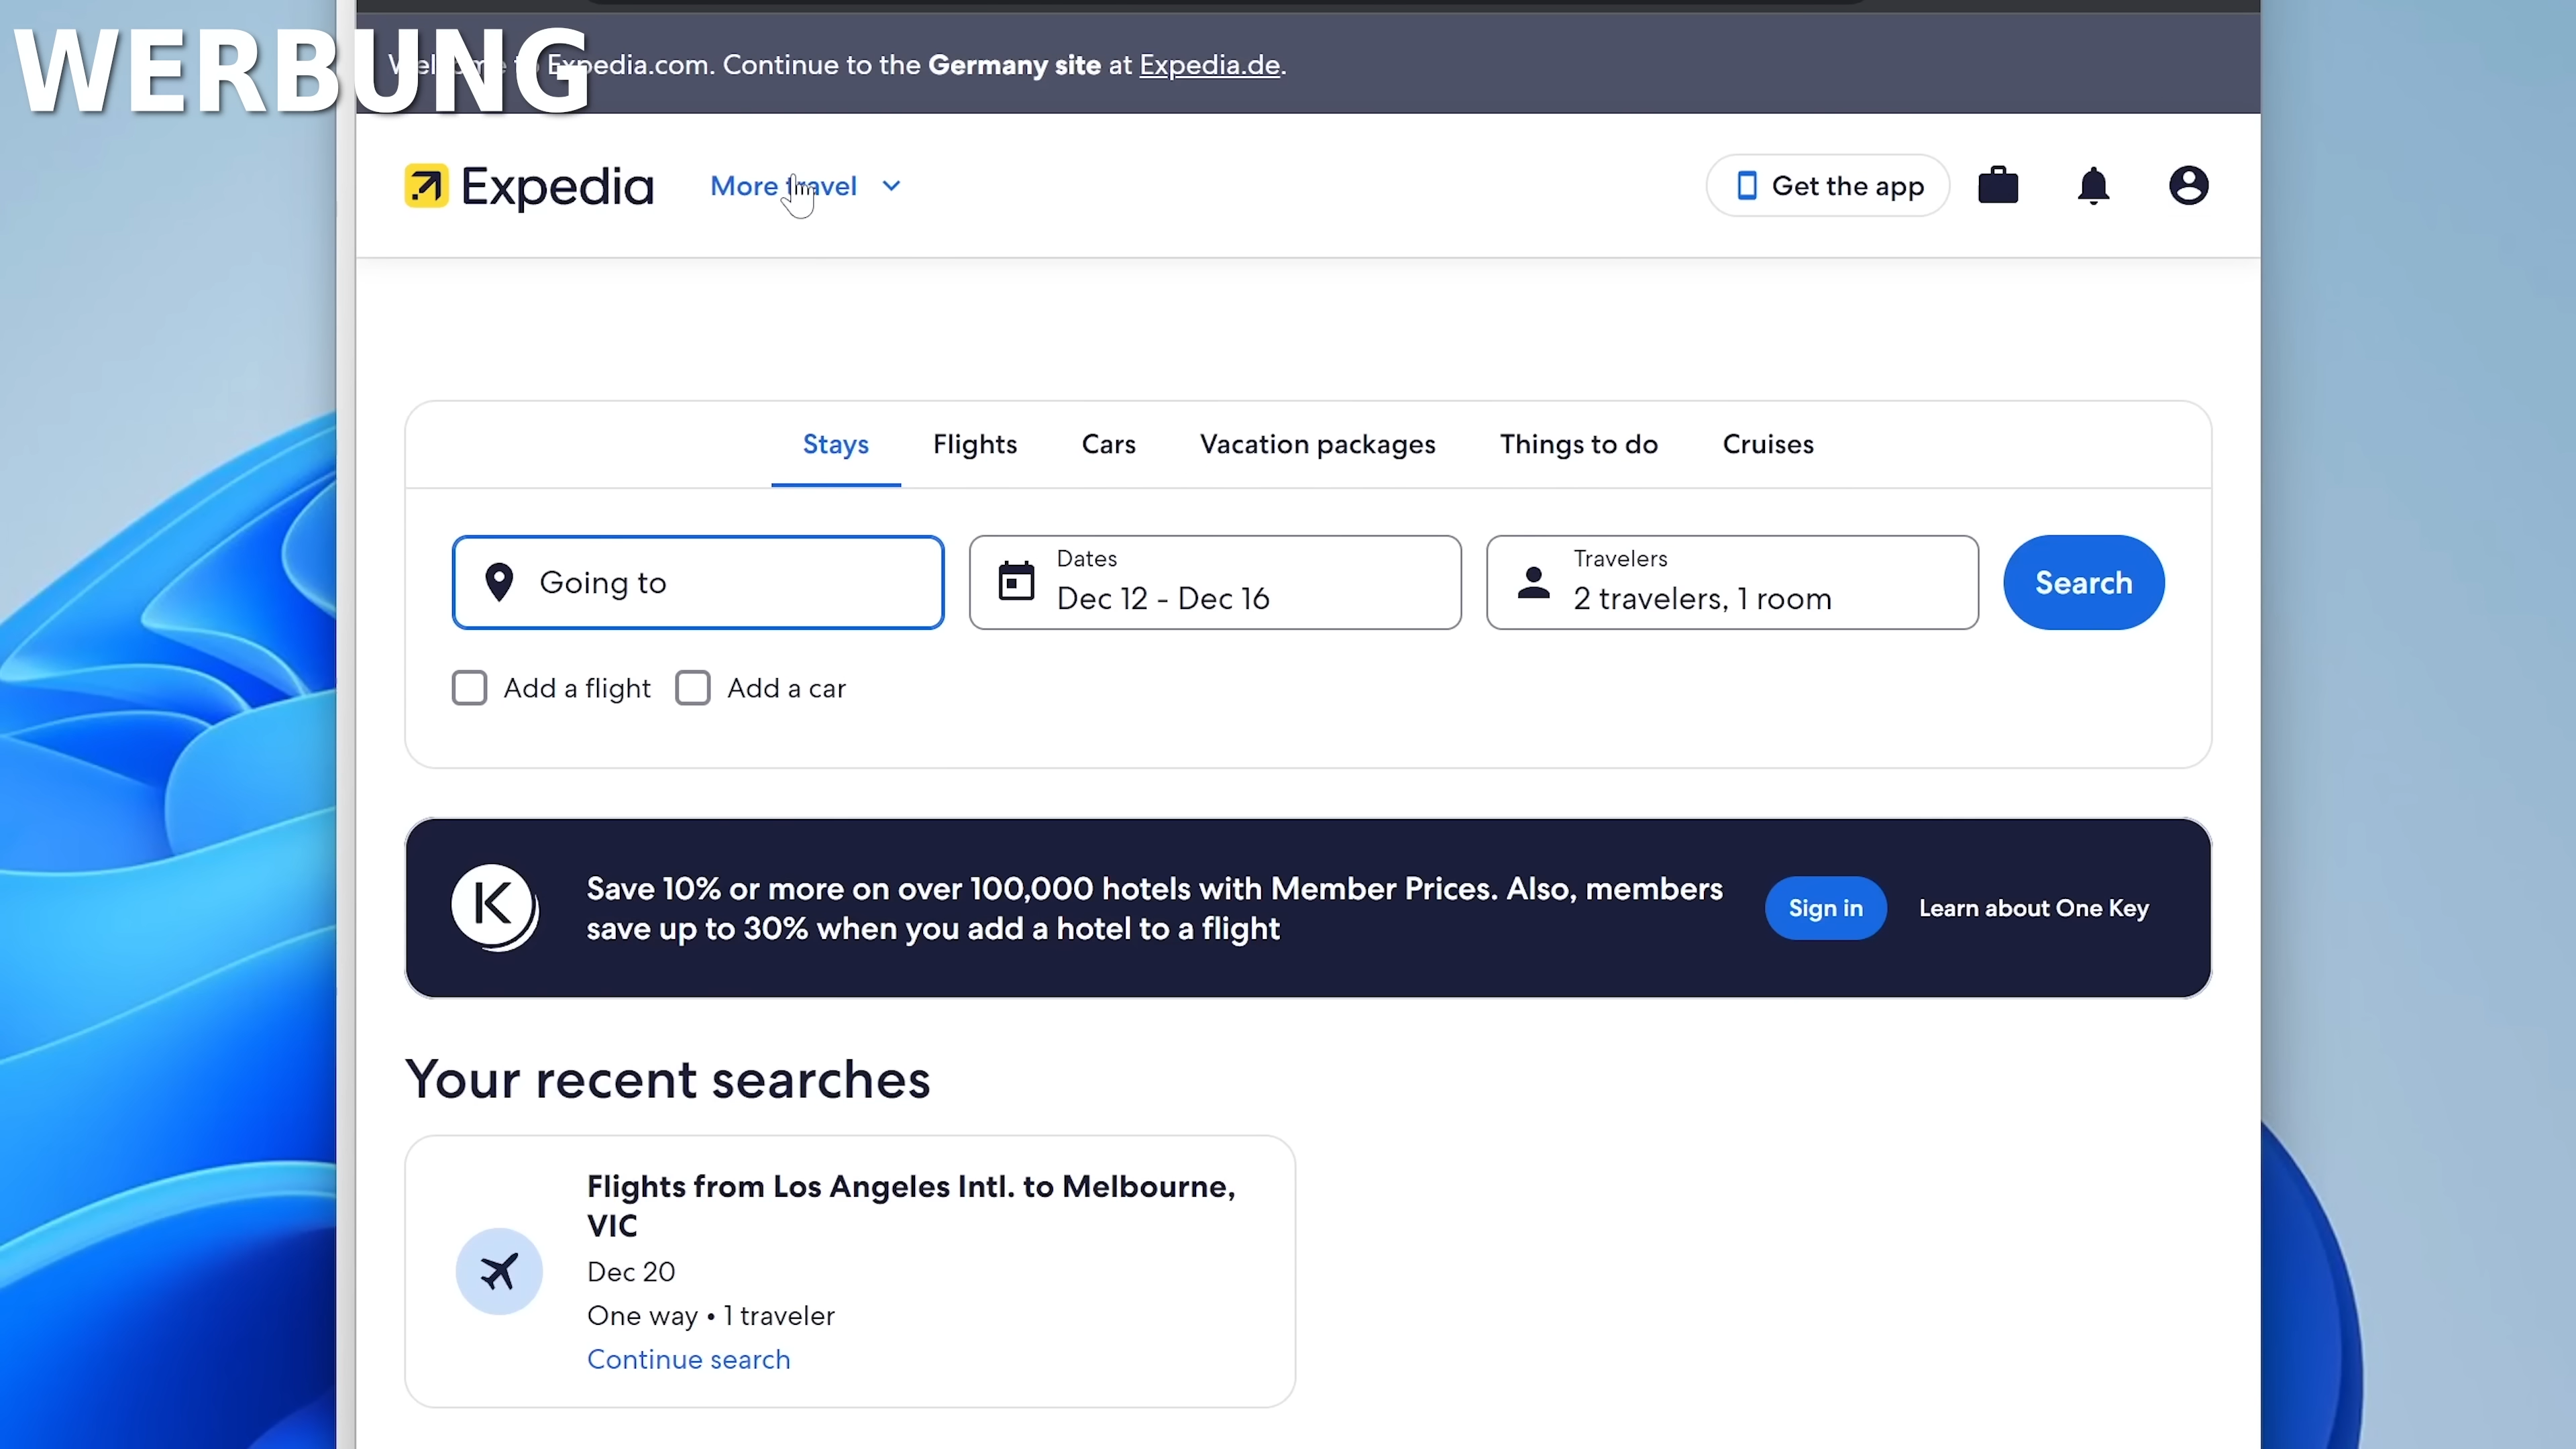 WERBUNG
Welcome to Expedia.com. Continue to the Germany site at Expedia.de.
Expedia
More travel
Get the app
Stays
Flights
Cars
Vacation packages
Things to do
Cruises
Going to
Dates
Dec 12 - Dec 16
Travelers
2 travelers, 1 room
Search
Add a flight
Add a car
K
Save 10% or more on over 100,000 hotels with Member Prices. Also, members
save up to 30% when you add a hotel to a flight
Sign in
Learn about One Key
Your recent searches
Flights from Los Angeles Intl. to Melbourne,
VIC
Dec 20
One way • 1 traveler
Continue search